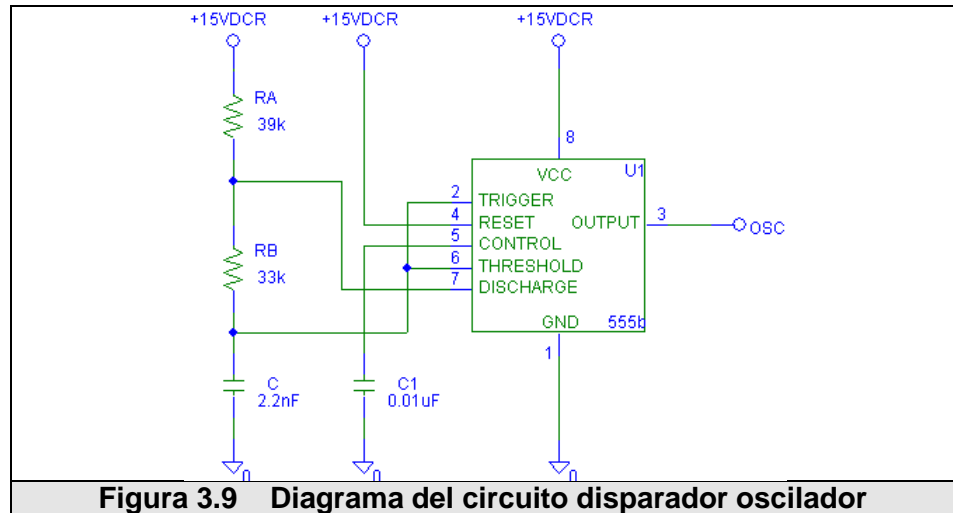 +15VDCR +15VDCR +15VDCR
RA
39k
8
VCC U1
2 TRIGGER
4 RESET OUTPUT 3 OSC
5 CONTROL
6 THRESHOLD
7 DISCHARGE
RB
33k
GND 555b
1
C
2.2nF
C1
0.01uF
0 0 0
Figura 3.9 Diagrama del circuito disparador oscilador